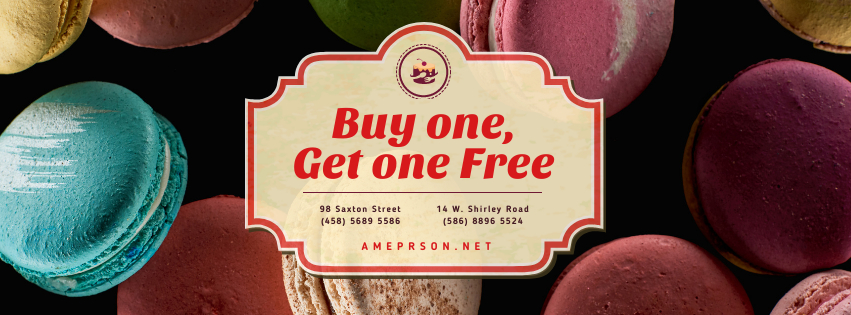 Buy one,
Get one Free
98 Saxton Street
(458) 5689 5586
14 W. Shirley Road
(586) 8896 5524
AMEPRSON.NET